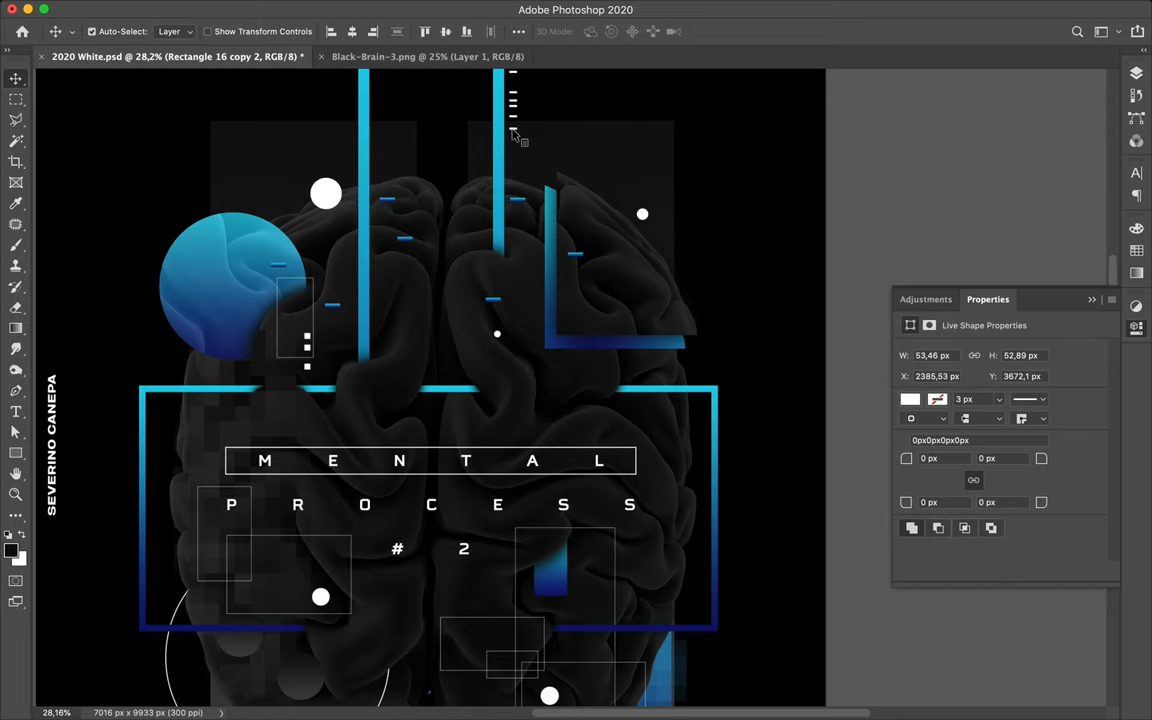 Adobe Photoshop 2020
Auto-Select: Layer Show Transform Controls 3D Mode:
2020 White.psd @ 28,2% (Rectangle 16 copy 2, RGB/8) * Black-Brain-3.png @ 25% (Layer 1, RGB/8)
SEVERINO CANEPA
M E N T A L
P R O C E S S
# 2
Adjustments Properties
Live Shape Properties
W: 53,46 px H: 52,89 px
X: 2385,53 px Y: 3672,1 px
3 px
0px0px0px0px
0 px 0 px
0 px 0 px
28,16% 7016 px x 9933 px (300 ppi)